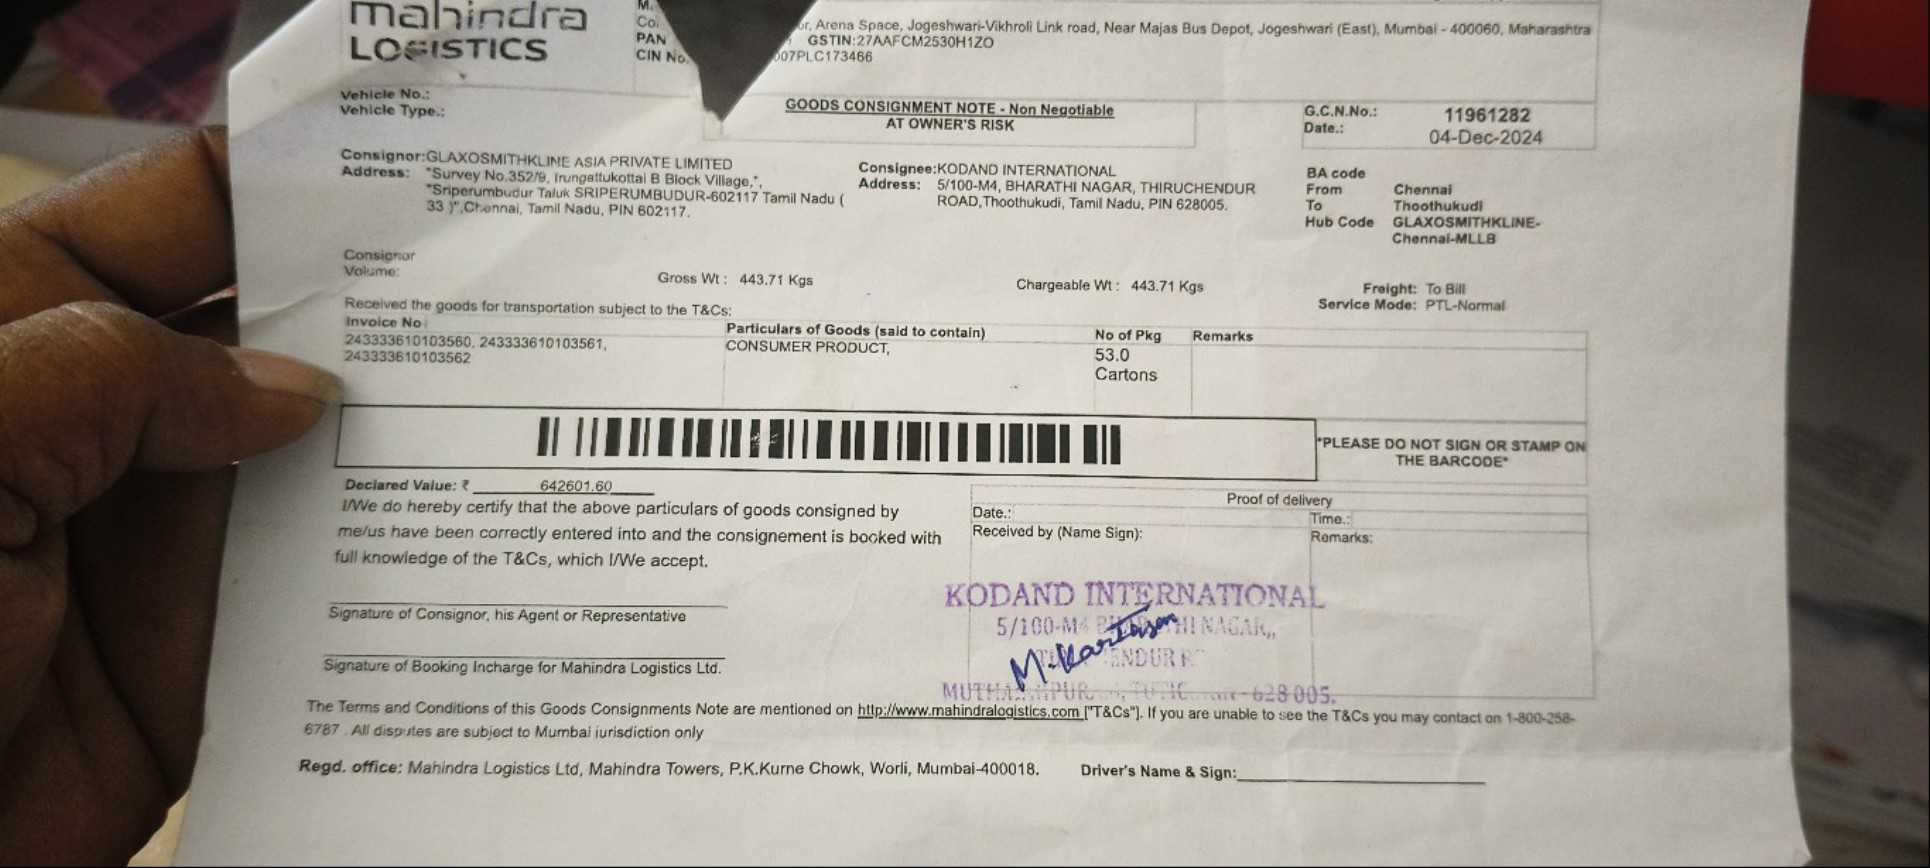 mahindra
LOGISTICS
M.
Co.
PAN
CIN No.
or, Arena Space, Jogeshwari-Vikhroli Link road, Near Majas Bus Depot, Jogeshwari (East), Mumbai - 400060, Maharashtra
GSTIN:27AAFCM2530H1ZO
007PLC173466
Vehicle No.:
Vehicle Type.:
GOODS CONSIGNMENT NOTE - Non Negotiable
AT OWNER'S RISK
G.C.N.No.: 11961282
Date.: 04-Dec-2024
Consignor:GLAXOSMITHKLINE ASIA PRIVATE LIMITED
Address: "Survey No.352/9, Irungattukottai B Block Village,",
"Sriperumbudur Taluk SRIPERUMBUDUR-602117 Tamil Nadu (
33 )",Chennai, Tamil Nadu, PIN 602117.
Consignee:KODAND INTERNATIONAL
Address: 5/100-M4, BHARATHI NAGAR, THIRUCHENDUR
ROAD,Thoothukudi, Tamil Nadu, PIN 628005.
BA code
From Chennai
To Thoothukudi
Hub Code GLAXOSMITHKLINE-
Chennai-MLLB
Consignor
Volume:
Gross Wt : 443.71 Kgs
Chargeable Wt : 443.71 Kgs
Freight: To Bill
Service Mode: PTL-Normal
Received the goods for transportation subject to the T&Cs:
Invoice No
Particulars of Goods (said to contain)
No of Pkg
Remarks
243333610103560, 243333610103561,
243333610103562
CONSUMER PRODUCT,
53.0
Cartons
*PLEASE DO NOT SIGN OR STAMP ON
THE BARCODE*
Declared Value: ₹ 642601.60
I/We do hereby certify that the above particulars of goods consigned by
me/us have been correctly entered into and the consignement is booked with
full knowledge of the T&Cs, which I/We accept.
Proof of delivery
Date.:
Time.:
Received by (Name Sign):
Remarks:
Signature of Consignor, his Agent or Representative
Signature of Booking Incharge for Mahindra Logistics Ltd.
KODAND INTERNATIONAL
5/100-M4 NAGAR,,
628 005.
The Terms and Conditions of this Goods Consignments Note are mentioned on http://www.mahindralogistics.com ["T&Cs"]. If you are unable to see the T&Cs you may contact on 1-800-258-
6787 . All disputes are subject to Mumbai jurisdiction only
Regd. office: Mahindra Logistics Ltd, Mahindra Towers, P.K.Kurne Chowk, Worli, Mumbai-400018.
Driver's Name & Sign: